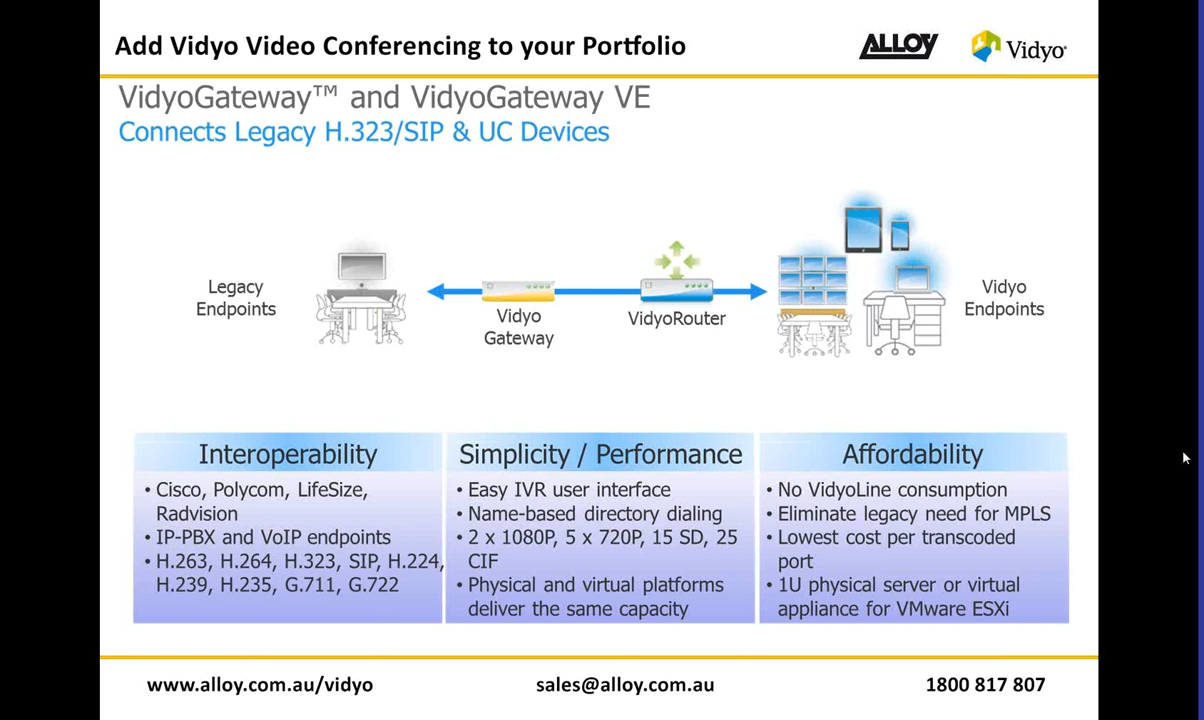 Add Vidyo Video Conferencing to your Portfolio
ALLOY
Vidyo®
VidyoGateway™ and VidyoGateway VE
Connects Legacy H.323/SIP & UC Devices
Legacy
Endpoints
Vidyo
Gateway
VidyoRouter
Vidyo
Endpoints
Interoperability
• Cisco, Polycom, LifeSize,
Radvision
• IP-PBX and VoIP endpoints
• H.263, H.264, H.323, SIP, H.224,
H.239, H.235, G.711, G.722
Simplicity / Performance
• Easy IVR user interface
• Name-based directory dialing
• 2 x 1080P, 5 x 720P, 15 SD, 25
CIF
• Physical and virtual platforms
deliver the same capacity
Affordability
• No VidyoLine consumption
• Eliminate legacy need for MPLS
• Lowest cost per transcoded
port
• 1U physical server or virtual
appliance for VMware ESXi
www.alloy.com.au/vidyo
sales@alloy.com.au
1800 817 807